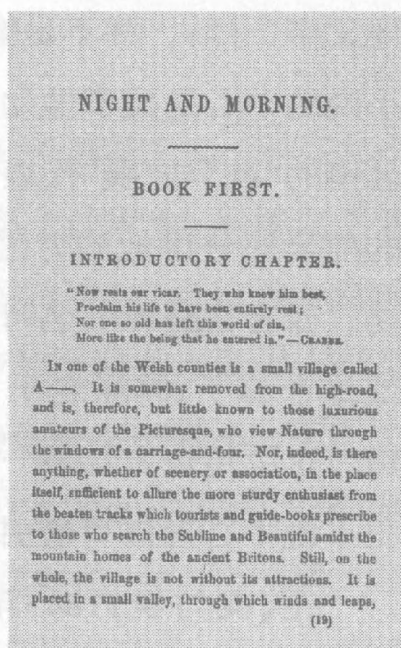 NIGHT AND MORNING.
BOOK FIRST.
INTRODUCTORY CHAPTER.
"Now rests our vicar. They who knew him best,
Proclaim his life to have been entirely rest;
Nor one so old has left this world of sin,
More like the being that he entered in."—CRABBE.
IN one of the Welsh counties is a small village called
A——. It is somewhat removed from the high-road,
and is, therefore, but little known to those luxurious
amateurs of the Picturesque, who view Nature through
the windows of a carriage-and-four. Nor, indeed, is there
anything, whether of scenery or association, in the place
itself, sufficient to allure the more sturdy enthusiast from
the beaten tracks which tourists and guide-books prescribe
to those who search the Sublime and Beautiful amidst the
mountain homes of the ancient Britons. Still, on the
whole, the village is not without its attractions. It is
placed in a small valley, through which winds and leaps,
(19)